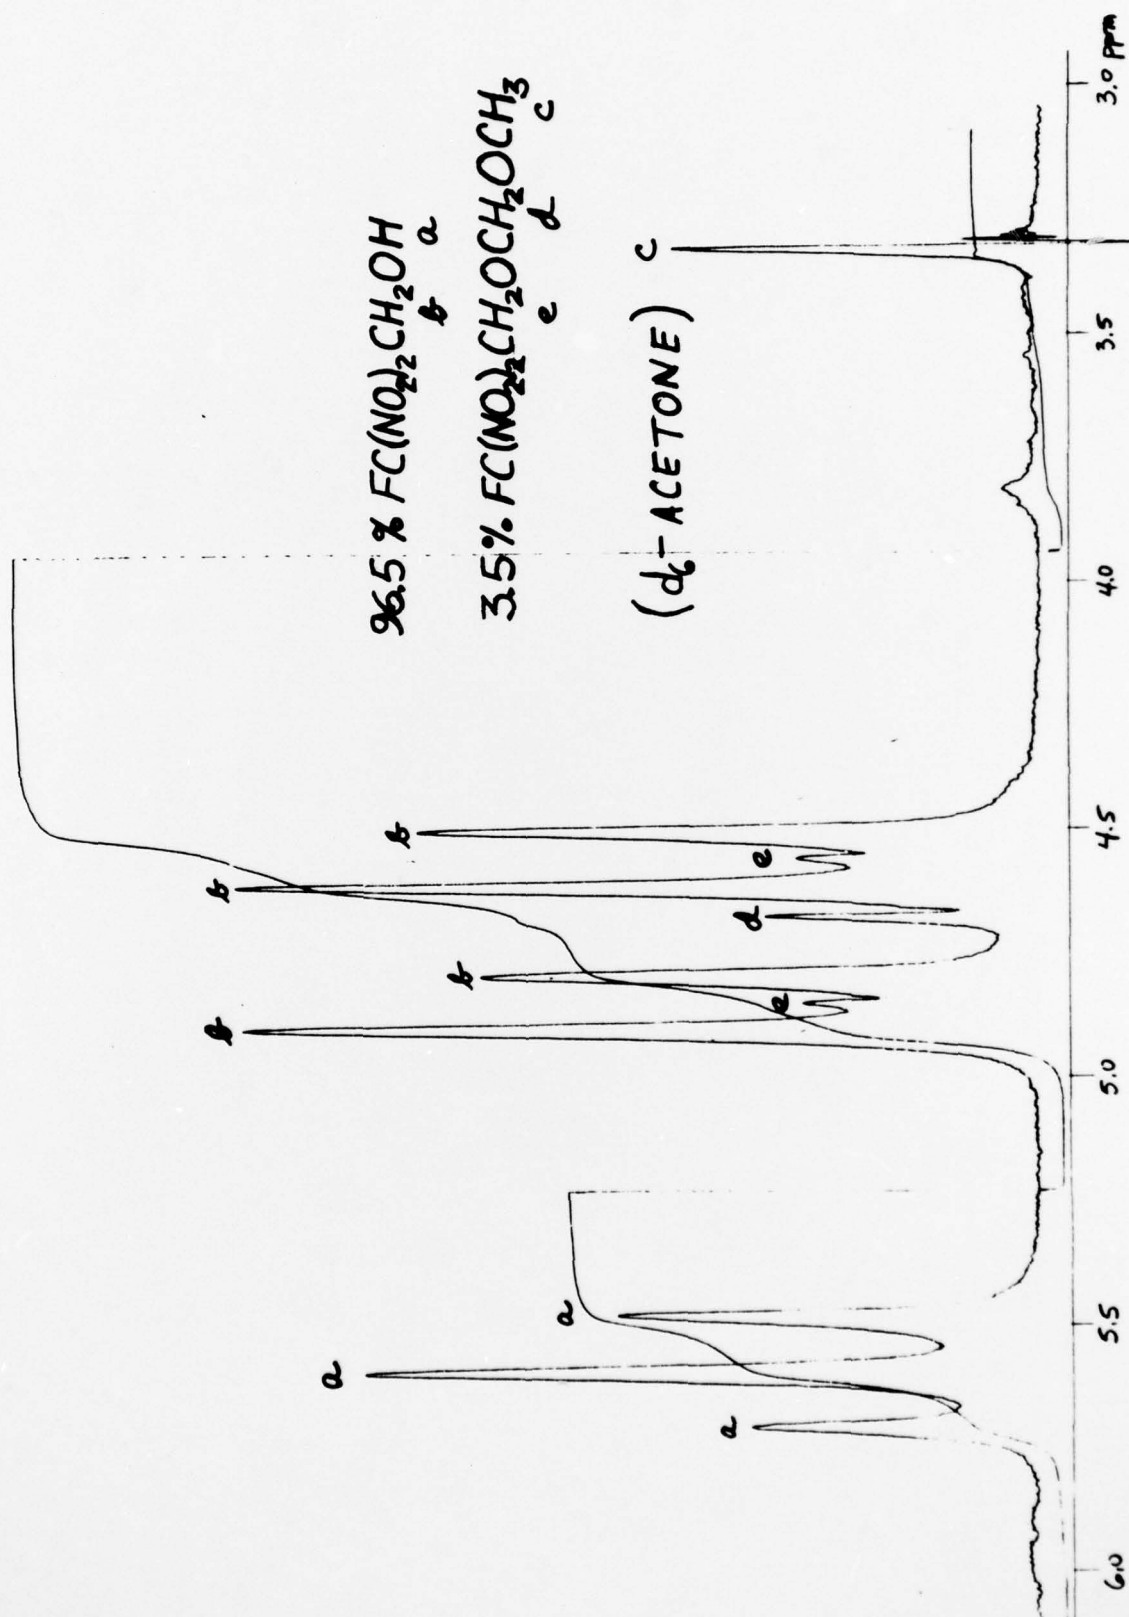 96.5 % FC(NO₂)₂CH₂OH
b a
3.5% FC(NO₂)₂CH₂OCH₂OCH₃
e d c
(d₆-ACETONE)
a a a b b e b d e b c
6.0 5.5 5.0 4.5 4.0 3.5 3.0 ppm